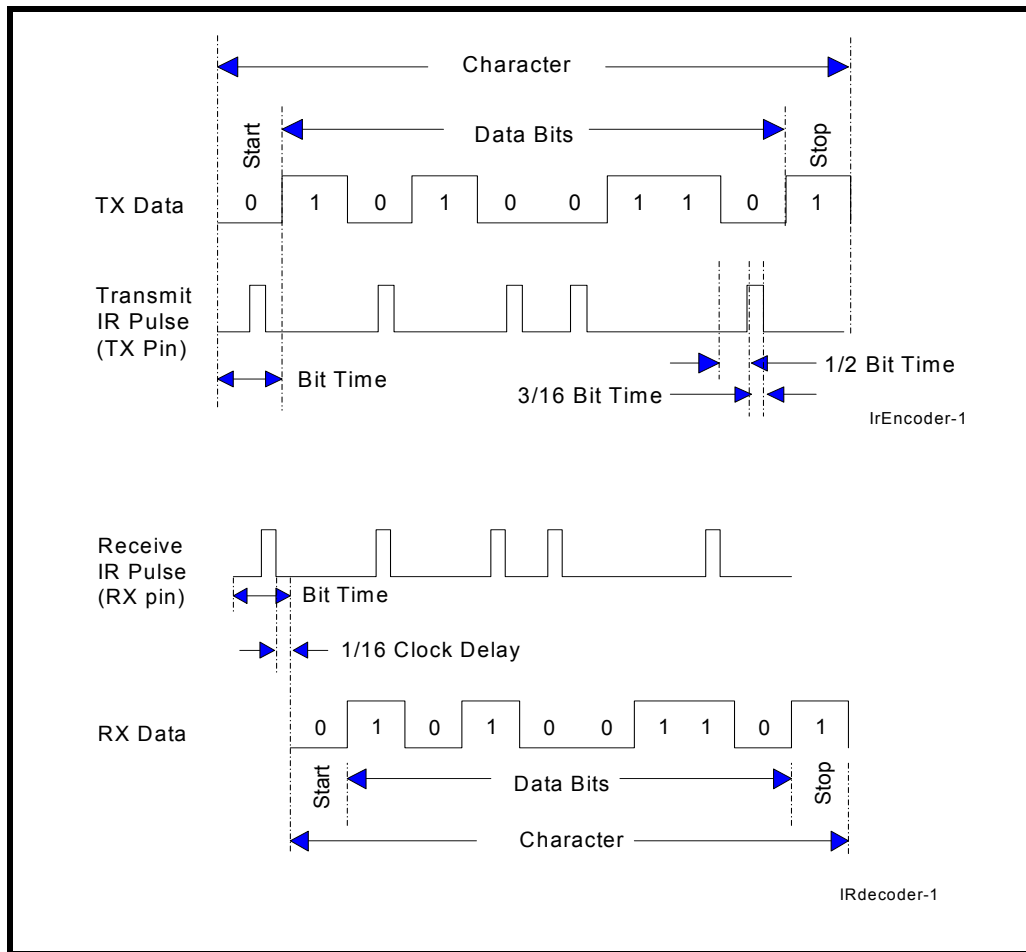 Character
Start
Data Bits
Stop
TX Data
0 1 0 1 0 0 1 1 0 1
Transmit
IR Pulse
(TX Pin)
Bit Time
1/2 Bit Time
3/16 Bit Time
IrEncoder-1
Receive
IR Pulse
(RX pin)
Bit Time
1/16 Clock Delay
RX Data
0 1 0 1 0 0 1 1 0 1
Start
Data Bits
Stop
Character
IRdecoder-1